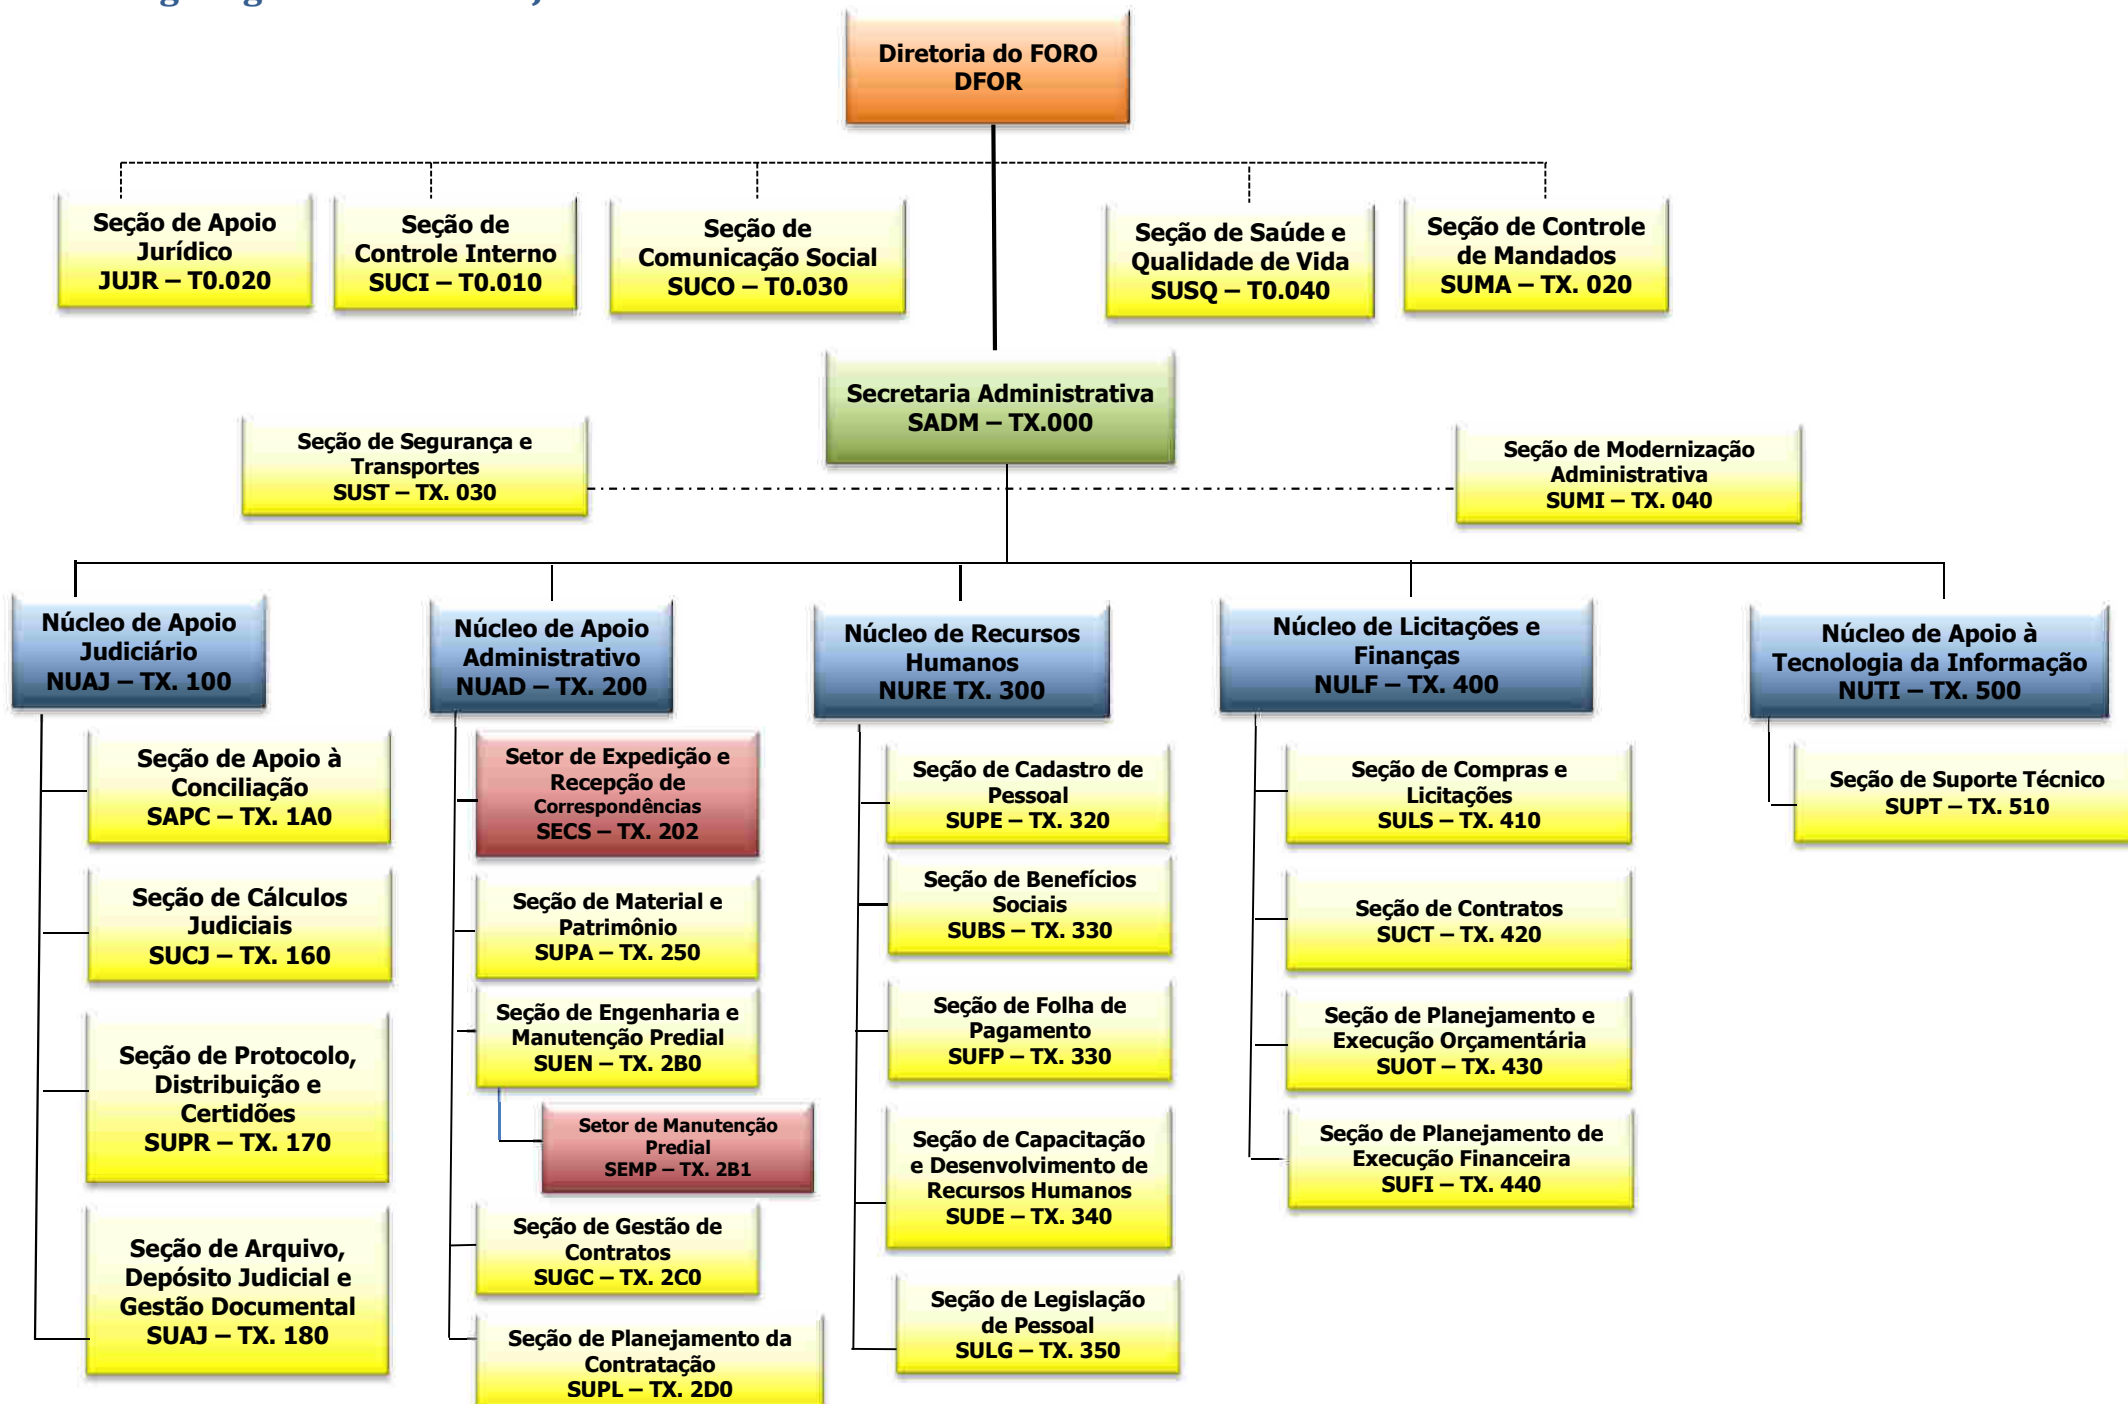 Diretoria do FORO
DFOR
Seção de Apoio
Jurídico
JUJR – T0.020
Seção de
Controle Interno
SUCI – T0.010
Seção de
Comunicação Social
SUCO – T0.030
Seção de Saúde e
Qualidade de Vida
SUSQ – T0.040
Seção de Controle
de Mandados
SUMA – TX. 020
Secretaria Administrativa
SADM – TX.000
Seção de Segurança e
Transportes
SUST – TX. 030
Seção de Modernização
Administrativa
SUMI – TX. 040
Núcleo de Apoio
Judiciário
NUAJ – TX. 100
Núcleo de Apoio
Administrativo
NUAD – TX. 200
Núcleo de Recursos
Humanos
NURE TX. 300
Núcleo de Licitações e
Finanças
NULF – TX. 400
Núcleo de Apoio à
Tecnologia da Informação
NUTI – TX. 500
Seção de Apoio à
Conciliação
SAPC – TX. 1A0
Seção de Cálculos
Judiciais
SUCJ – TX. 160
Seção de Protocolo,
Distribuição e
Certidões
SUPR – TX. 170
Seção de Arquivo,
Depósito Judicial e
Gestão Documental
SUAJ – TX. 180
Setor de Expedição e
Recepção de
Correspondências
SECS – TX. 202
Seção de Material e
Patrimônio
SUPA – TX. 250
Seção de Engenharia e
Manutenção Predial
SUEN – TX. 2B0
Setor de Manutenção
Predial
SEMP – TX. 2B1
Seção de Gestão de
Contratos
SUGC – TX. 2C0
Seção de Planejamento da
Contratação
SUPL – TX. 2D0
Seção de Cadastro de
Pessoal
SUPE – TX. 320
Seção de Benefícios
Sociais
SUBS – TX. 330
Seção de Folha de
Pagamento
SUFP – TX. 330
Seção de Capacitação
e Desenvolvimento de
Recursos Humanos
SUDE – TX. 340
Seção de Legislação
de Pessoal
SULG – TX. 350
Seção de Compras e
Licitações
SULS – TX. 410
Seção de Contratos
SUCT – TX. 420
Seção de Planejamento e
Execução Orçamentária
SUOT – TX. 430
Seção de Planejamento de
Execução Financeira
SUFI – TX. 440
Seção de Suporte Técnico
SUPT – TX. 510